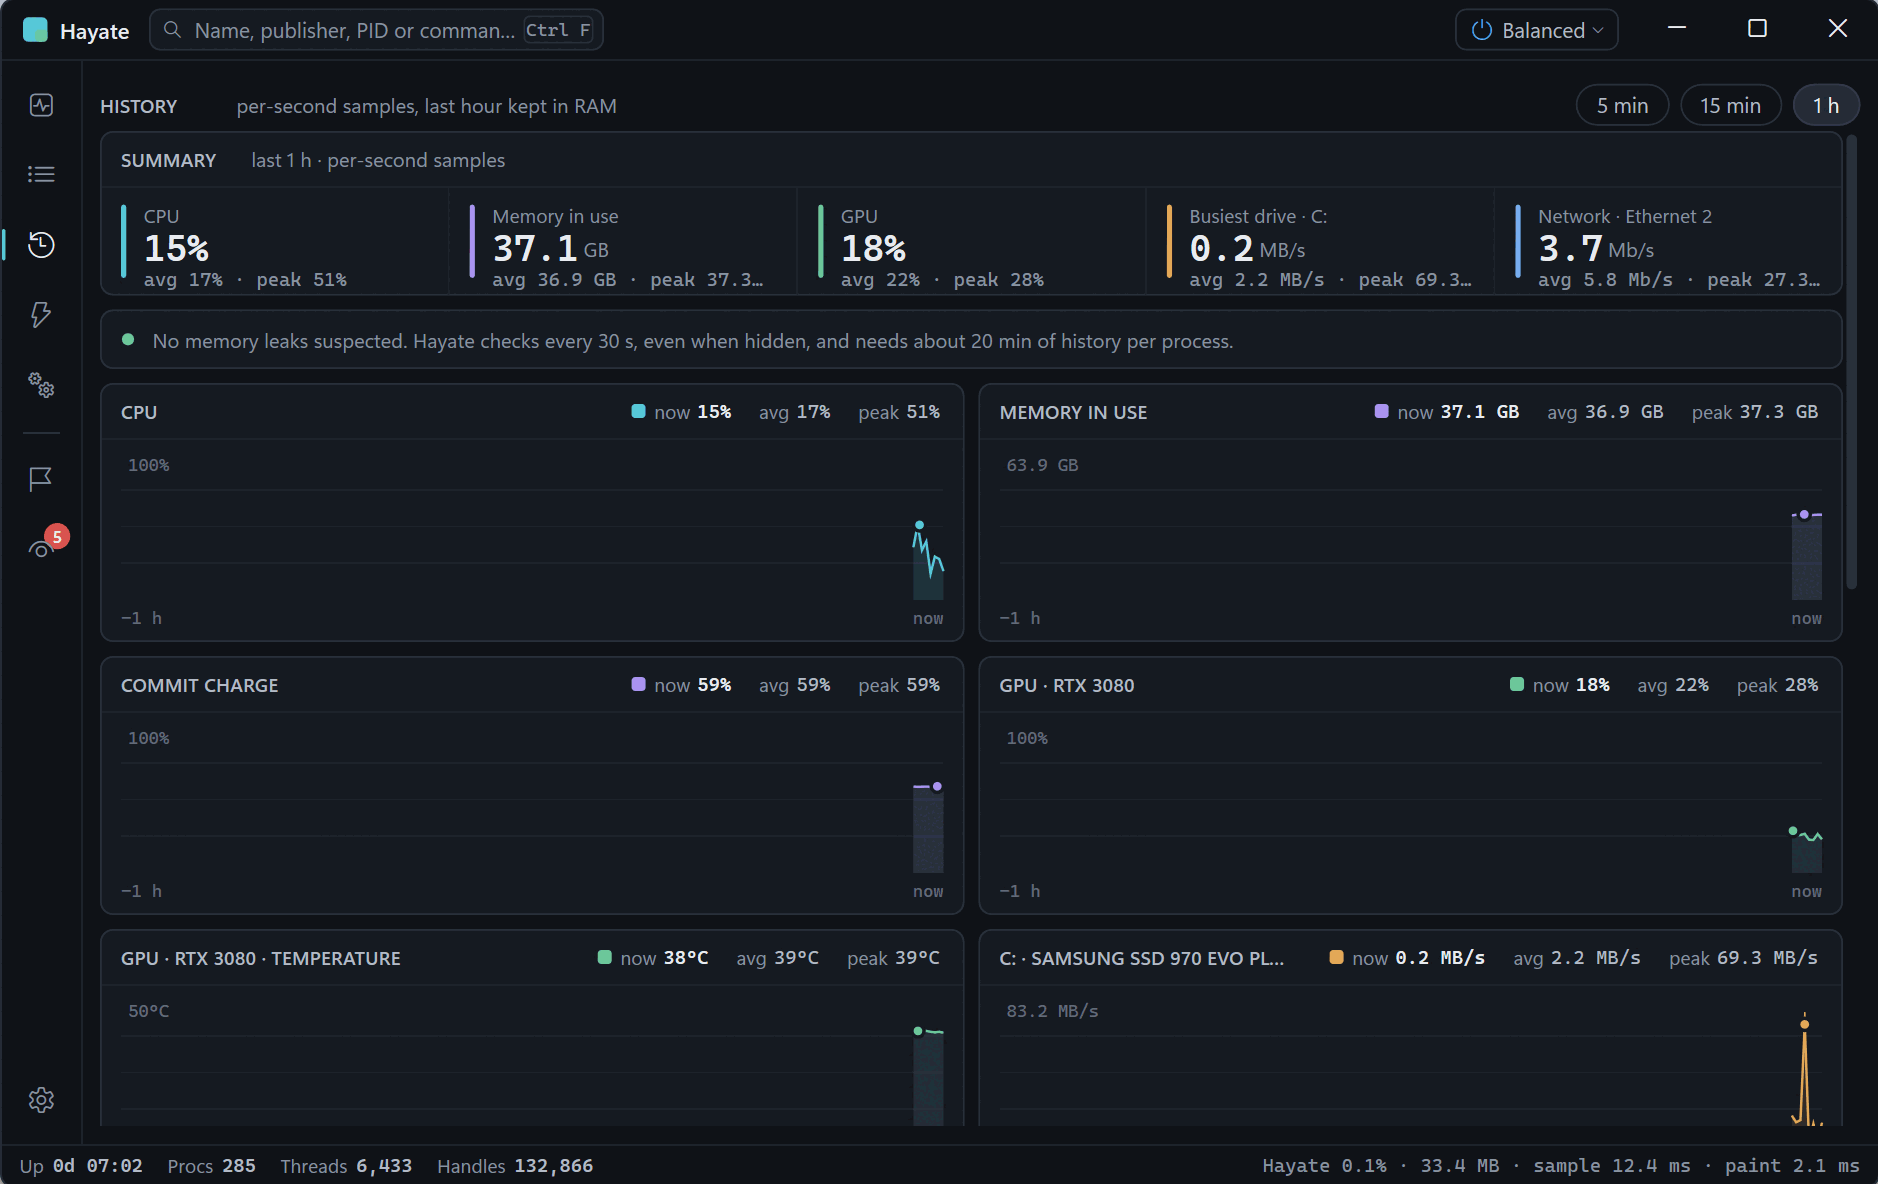 Hayate
Name, publisher, PID or comman... Ctrl F
Balanced
HISTORY per-second samples, last hour kept in RAM
5 min 15 min 1 h
SUMMARY last 1 h · per-second samples
CPU
15%
avg 17% · peak 51%
Memory in use
37.1 GB
avg 36.9 GB · peak 37.3…
GPU
18%
avg 22% · peak 28%
Busiest drive · C:
0.2 MB/s
avg 2.2 MB/s · peak 69.3…
Network · Ethernet 2
3.7 Mb/s
avg 5.8 Mb/s · peak 27.3…
No memory leaks suspected. Hayate checks every 30 s, even when hidden, and needs about 20 min of history per process.
CPU now 15% avg 17% peak 51%
100%
−1 h now
MEMORY IN USE now 37.1 GB avg 36.9 GB peak 37.3 GB
63.9 GB
−1 h now
5
COMMIT CHARGE now 59% avg 59% peak 59%
100%
−1 h now
GPU · RTX 3080 now 18% avg 22% peak 28%
100%
−1 h now
GPU · RTX 3080 · TEMPERATURE now 38°C avg 39°C peak 39°C
50°C
C: · SAMSUNG SSD 970 EVO PL... now 0.2 MB/s avg 2.2 MB/s peak 69.3 MB/s
83.2 MB/s
Up 0d 07:02 Procs 285 Threads 6,433 Handles 132,866
Hayate 0.1% · 33.4 MB · sample 12.4 ms · paint 2.1 ms